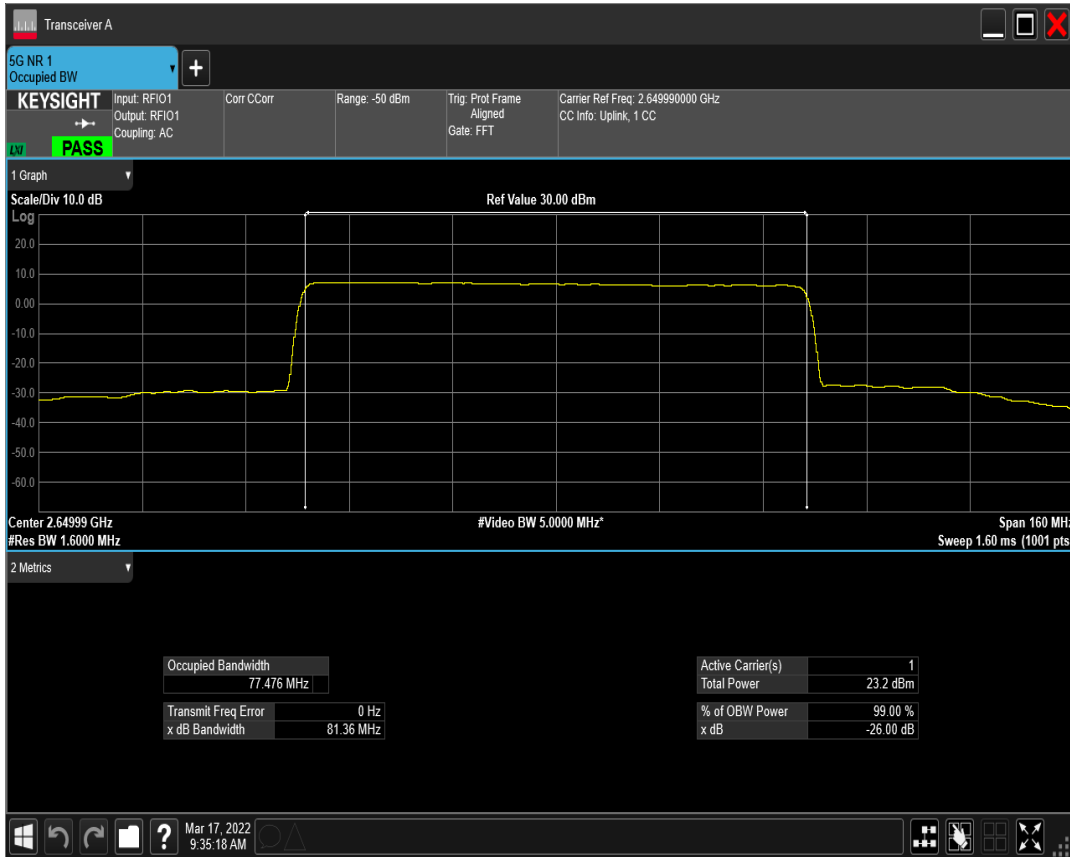 Transceiver A
5G NR 1
Occupied BW
KEYSIGHT
LXI
PASS
Input: RFIO1
Output: RFIO1
Coupling: AC
Corr CCorr
Range: -50 dBm
Trig: Prot Frame
Aligned
Gate: FFT
Carrier Ref Freq: 2.649990000 GHz
CC Info: Uplink, 1 CC
1 Graph
Scale/Div 10.0 dB
Ref Value 30.00 dBm
Log
20.0
10.0
0.00
-10.0
-20.0
-30.0
-40.0
-50.0
-60.0
Center 2.64999 GHz
#Video BW 5.0000 MHz*
Span 160 MHz
#Res BW 1.6000 MHz
Sweep 1.60 ms (1001 pts
2 Metrics
Occupied Bandwidth
77.476 MHz
Transmit Freq Error 0 Hz
x dB Bandwidth 81.36 MHz
Active Carrier(s) 1
Total Power 23.2 dBm
% of OBW Power 99.00 %
x dB -26.00 dB
?
Mar 17, 2022
9:35:18 AM